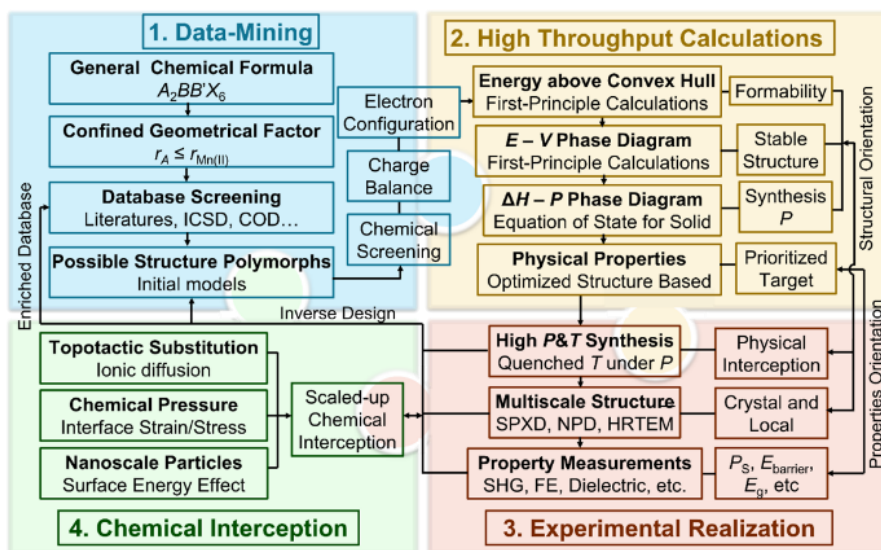 1. Data-Mining
General Chemical Formula
A₂BB'X₆
Confined Geometrical Factor
r_A ≤ r_Mn(II)
Database Screening
Literatures, ICSD, COD...
Possible Structure Polymorphs
Initial models
Electron
Configuration
Charge
Balance
Chemical
Screening
Enriched Database
Inverse Design
2. High Throughput Calculations
Energy above Convex Hull
First-Principle Calculations
Formability
E – V Phase Diagram
First-Principle Calculations
Stable
Structure
ΔH – P Phase Diagram
Equation of State for Solid
Synthesis
P
Physical Properties
Optimized Structure Based
Prioritized
Target
Structural Orientation
Properties Orientation
High P&T Synthesis
Quenched T under P
Physical
Interception
Multiscale Structure
SPXD, NPD, HRTEM
Crystal and
Local
Property Measurements
SHG, FE, Dielectric, etc.
P_S, E_barrier,
E_g, etc
3. Experimental Realization
Topotactic Substitution
Ionic diffusion
Chemical Pressure
Interface Strain/Stress
Nanoscale Particles
Surface Energy Effect
Scaled-up
Chemical
Interception
4. Chemical Interception